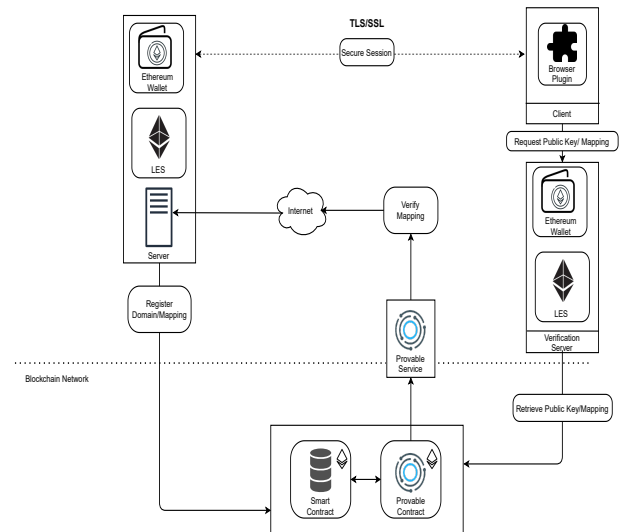 TLS/SSL
Secure Session
Ethereum
Wallet
Browser
Plugin
Client
LES
Request Public Key/ Mapping
Server
Internet
Verify
Mapping
Ethereum
Wallet
LES
Verification
Server
Register
Domain/Mapping
Provable
Service
Blockchain Network
Retrieve Public Key/Mapping
Smart
Contract
Provable
Contract